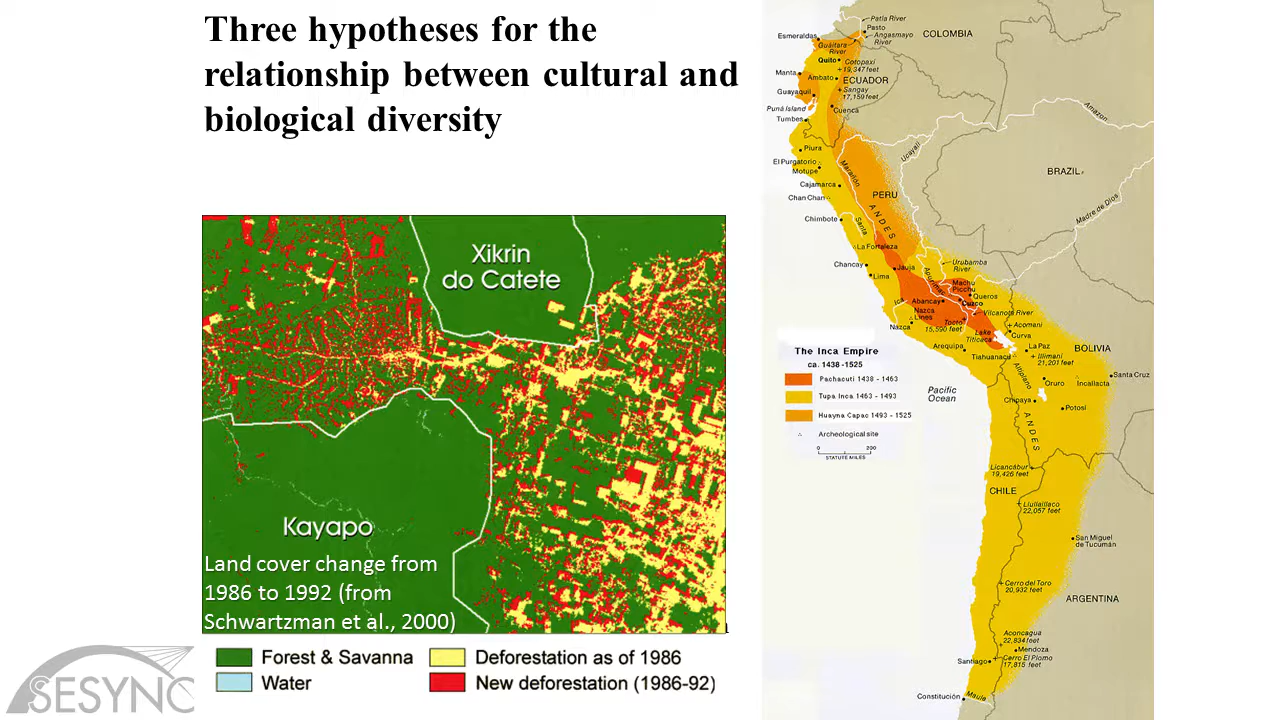 Three hypotheses for the
relationship between cultural and
biological diversity
Xikrin
do Catete
Kayapo
Land cover change from
1986 to 1992 (from
Schwartzman et al., 2000)
Forest & Savanna
Deforestation as of 1986
Water
New deforestation (1986-92)
SESYNC
Patía River
Pasto
Angasmayo
River
COLOMBIA
Esmeraldas
Guáitara
River
Quito
Cotopaxi
19,347 feet
Manta
Ambato
ECUADOR
Sangay
17,159 feet
Guayaquil
Puná Island
Cuenca
Tumbes
Amazon
Piura
Ucayali
El Purgatorio
Motupe
Marañón
BRAZIL
Cajamarca
Chan Chan
PERU
Madre de Dios
Chimbote
Santa
ANDES
La Fortaleza
Chancay
Jauja
Urubamba
River
Lima
Apurímac
Machu
Picchu
Queros
Ica
Abancay
Cuzco
Nazca
Lines
Vilcanota River
Nazca
15,590 feet
Lake
Titicaca
Acomani
Curva
Arequipa
La Paz
BOLIVIA
Tiahuanaco
Illimani
21,201 feet
Altiplano
Oruro
Incallacta
Santa Cruz
The Inca Empire
ca. 1438-1525
Pachacuti 1438 - 1463
Tupa Inca 1463 - 1493
Huayna Capac 1493 - 1525
Archeological site
0 200
STATUTE MILES
Pacific
Ocean
Chipaya
Potosí
ANDES
Licancábur
19,426 feet
CHILE
Llullaillaco
22,057 feet
San Miguel
de Tucumán
Cerro del Toro
20,932 feet
ARGENTINA
Aconcagua
22,834 feet
Mendoza
Santiago
Cerro El Plomo
17,815 feet
Constitución
Maule